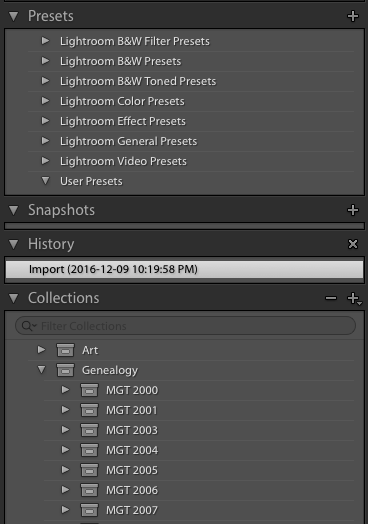 Presets
Lightroom B&W Filter Presets
Lightroom B&W Presets
Lightroom B&W Toned Presets
Lightroom Color Presets
Lightroom Effect Presets
Lightroom General Presets
Lightroom Video Presets
User Presets
Snapshots
History
Import (2016-12-09 10:19:58 PM)
Collections
Filter Collections
Art
Genealogy
MGT 2000
MGT 2001
MGT 2003
MGT 2004
MGT 2005
MGT 2006
MGT 2007